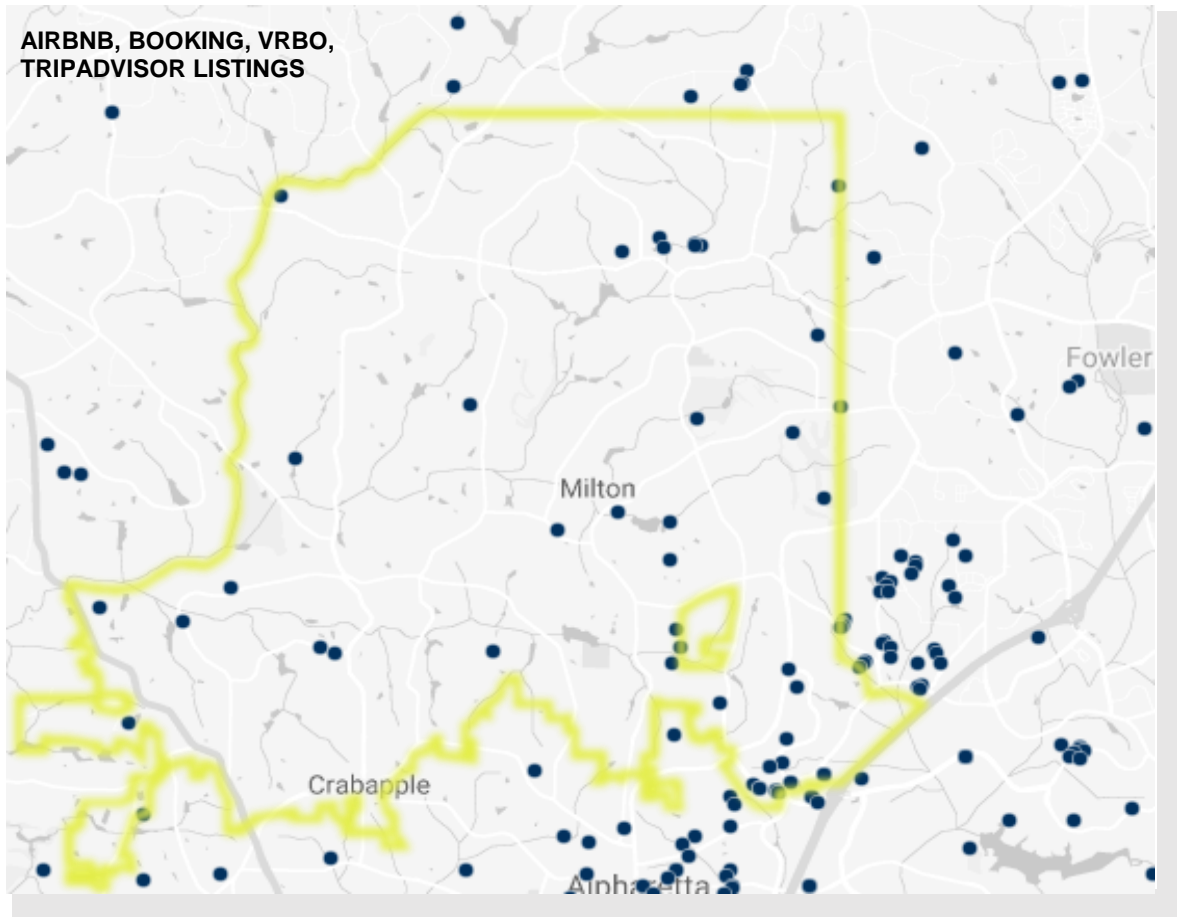 AIRBNB, BOOKING, VRBO,
TRIPADVISOR LISTINGS
Fowler
Milton
Crabapple
Alpharetta